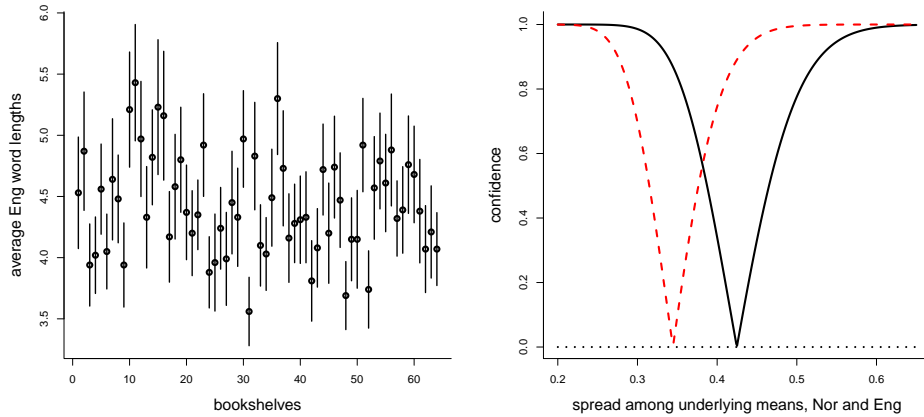 average Eng word lengths
6.0
5.5
5.0
4.5
4.0
3.5
0 10 20 30 40 50 60
bookshelves
confidence
1.0
0.8
0.6
0.4
0.2
0.0
0.2 0.3 0.4 0.5 0.6
spread among underlying means, Nor and Eng